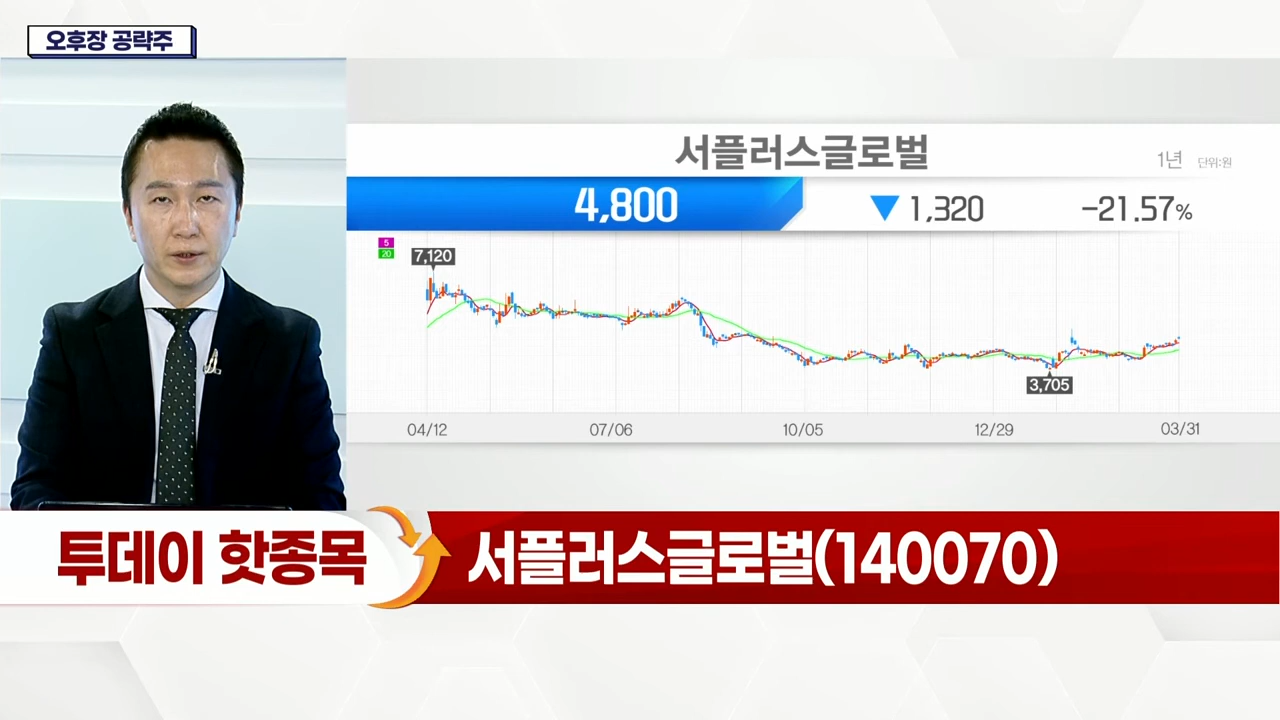 오후장 공략주
서플러스글로벌
1년 단위:원
4,800 ▼ 1,320 -21.57%
5
20
7,120
3,705
04/12 07/06 10/05 12/29 03/31
투데이 핫종목 서플러스글로벌(140070)